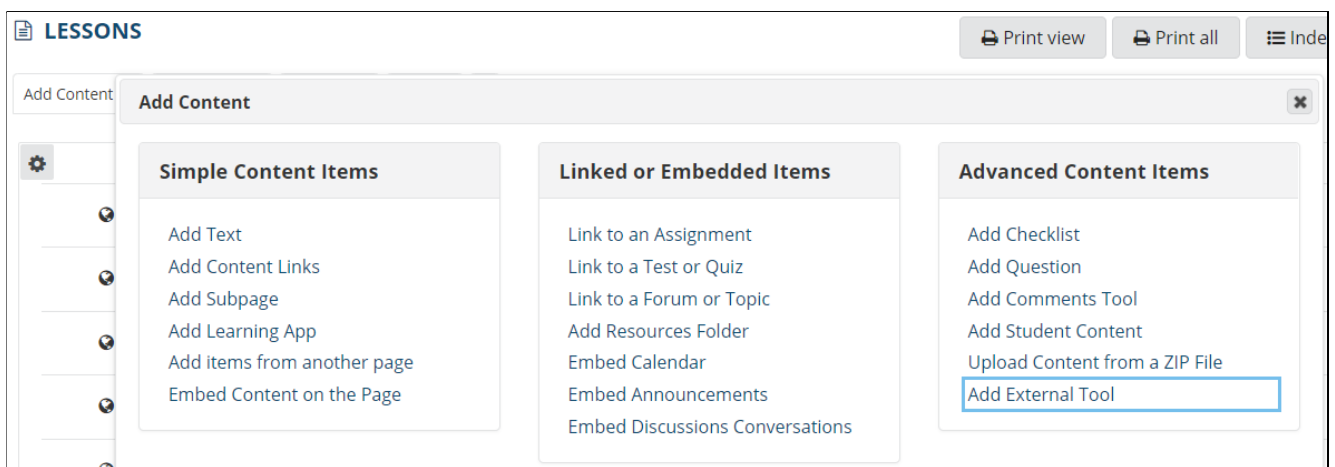 LESSONS
Print view
Print all
Inde
Add Content
Add Content
Simple Content Items
Add Text
Add Content Links
Add Subpage
Add Learning App
Add items from another page
Embed Content on the Page
Linked or Embedded Items
Link to an Assignment
Link to a Test or Quiz
Link to a Forum or Topic
Add Resources Folder
Embed Calendar
Embed Announcements
Embed Discussions Conversations
Advanced Content Items
Add Checklist
Add Question
Add Comments Tool
Add Student Content
Upload Content from a ZIP File
Add External Tool